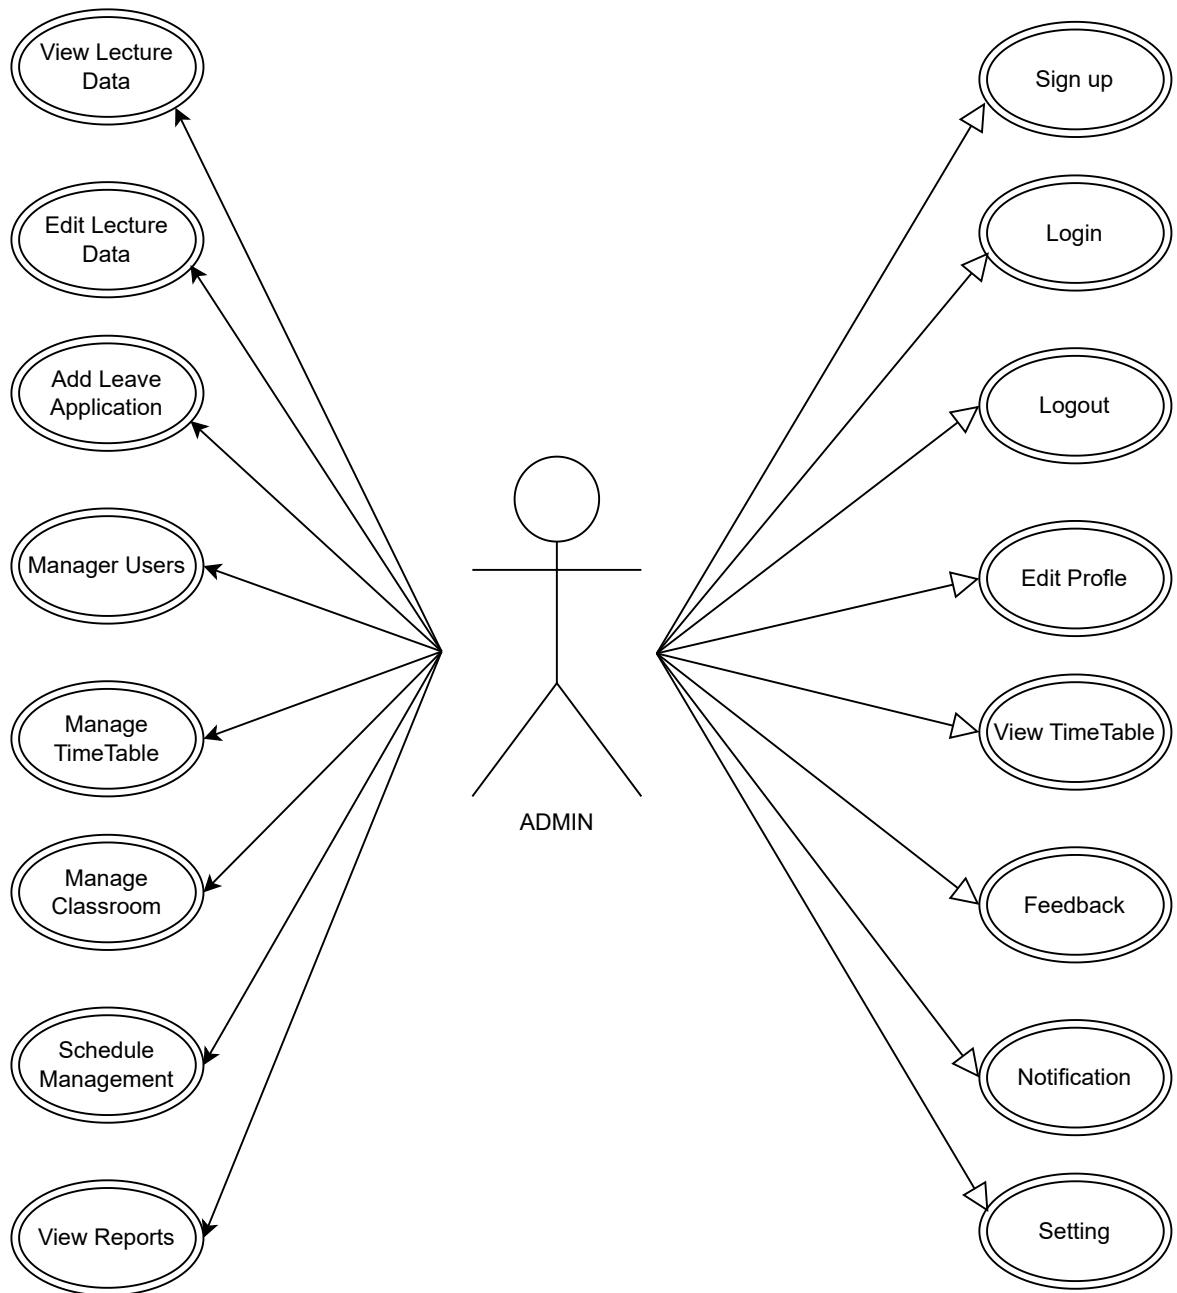 View Lecture
Data
Edit Lecture
Data
Add Leave
Application
Manager Users
Manage
TimeTable
Manage
Classroom
Schedule
Management
View Reports
ADMIN
Sign up
Login
Logout
Edit Profle
View TimeTable
Feedback
Notification
Setting